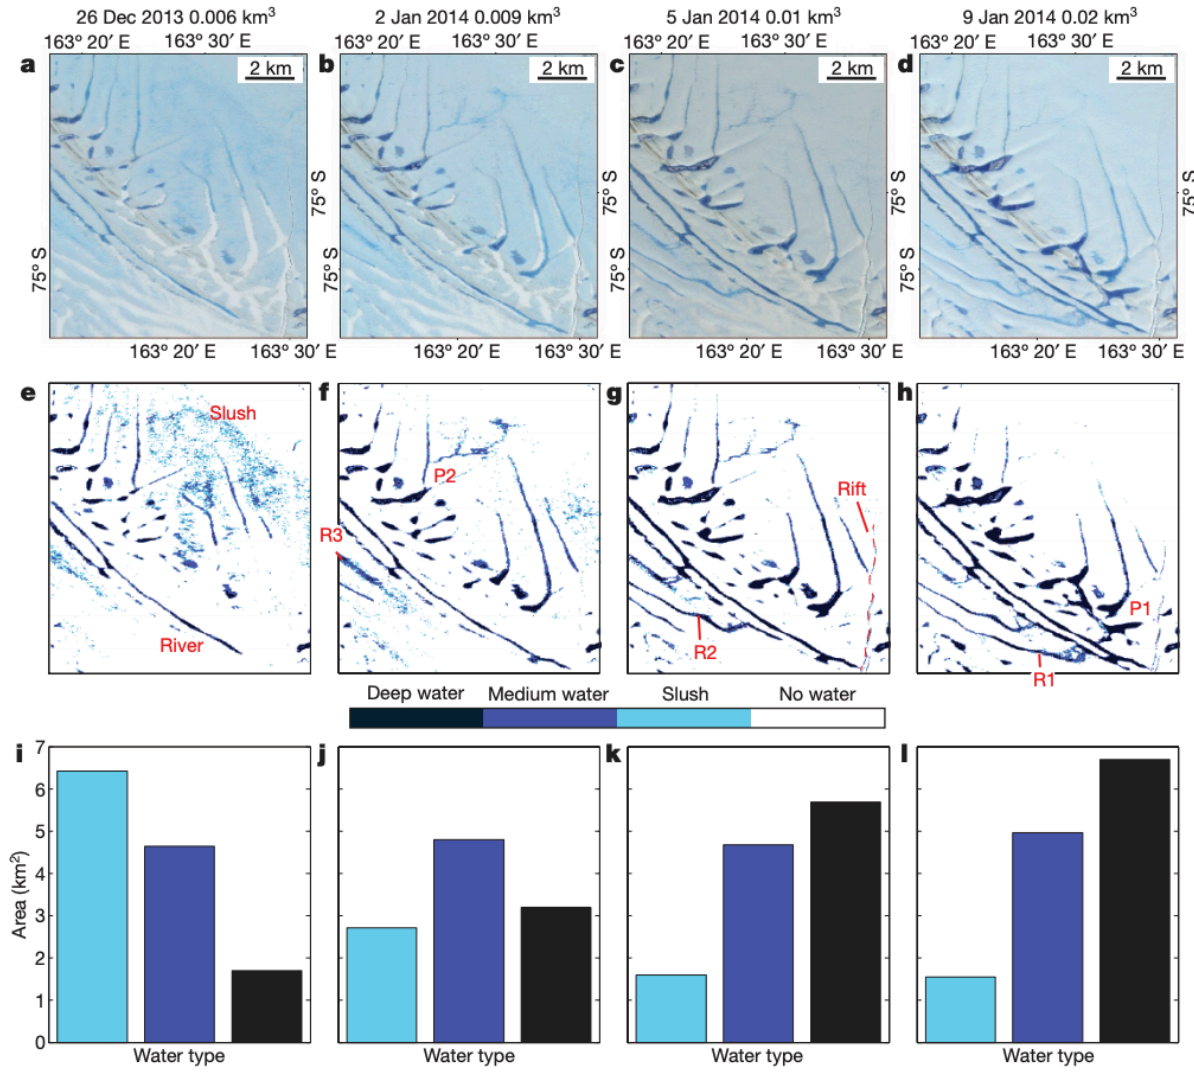 26 Dec 2013 0.006 km³
2 Jan 2014 0.009 km³
5 Jan 2014 0.01 km³
9 Jan 2014 0.02 km³
163° 20′ E 163° 30′ E
163° 20′ E 163° 30′ E
163° 20′ E 163° 30′ E
163° 20′ E 163° 30′ E
a
2 km
b
2 km
c
2 km
d
2 km
75° S
75° S
75° S
75° S
75° S
75° S
75° S
75° S
163° 20′ E 163° 30′ E
163° 20′ E 163° 30′ E
163° 20′ E 163° 30′ E
163° 20′ E 163° 30′ E
e
Slush
River
f
P2
R3
g
Rift
R2
h
P1
R1
Deep water Medium water Slush No water
i
j
k
l
7
6
5
4
3
2
1
0
Area (km²)
Water type
Water type
Water type
Water type